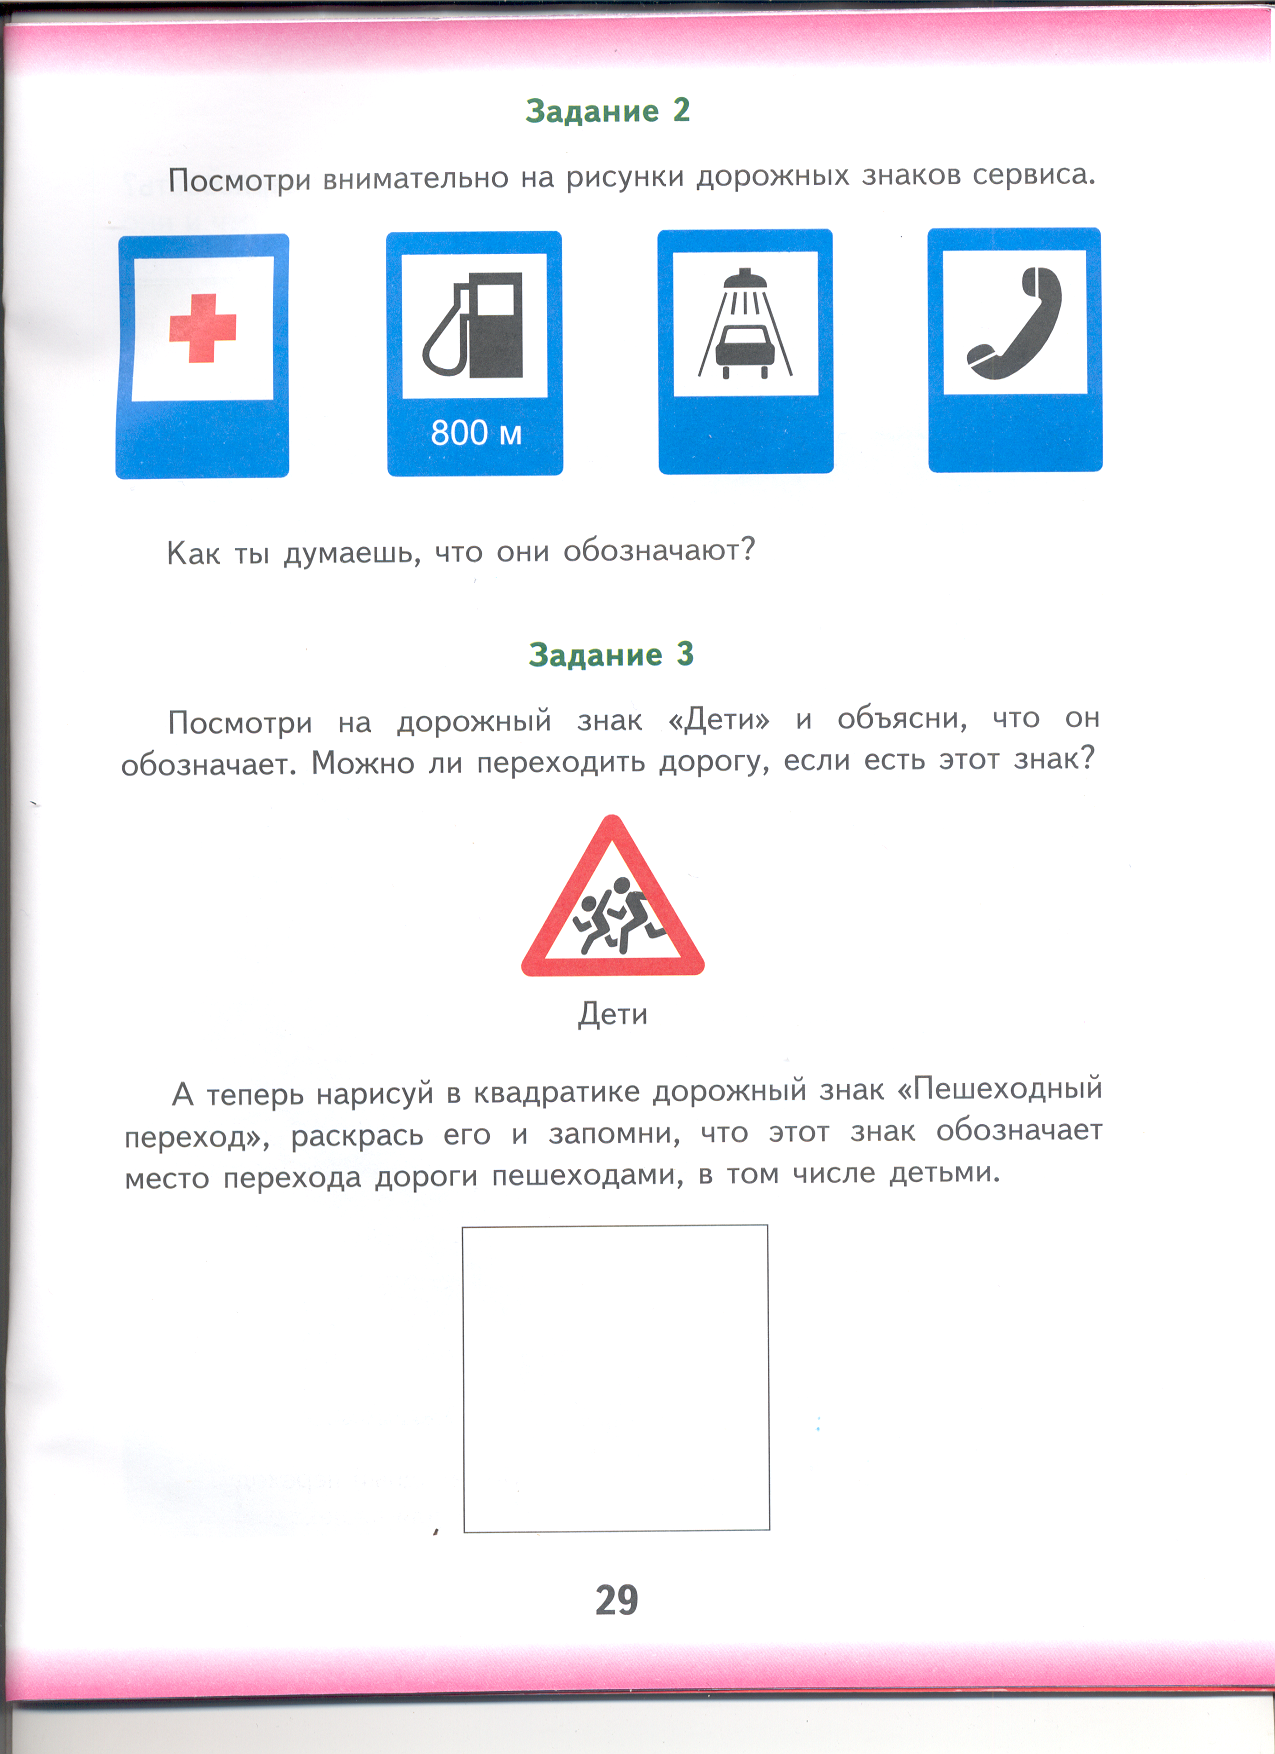 Задание 2
Посмотри внимательно на рисунки дорожных знаков сервиса.
800 м
Как ты думаешь, что они обозначают?
Задание 3
Посмотри на дорожный знак «Дети» и объясни, что он
обозначает. Можно ли переходить дорогу, если есть этот знак?
Дети
А теперь нарисуй в квадратике дорожный знак «Пешеходный
переход», раскрась его и запомни, что этот знак обозначает
место перехода дороги пешеходами, в том числе детьми.
29